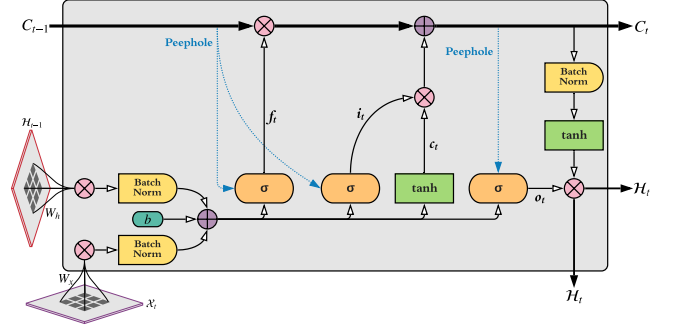 C_{t-1}
C_t
Peephole
Peephole
Batch
Norm
f_t
i_t
c_t
tanh
H_{t-1}
W_h
Batch
Norm
σ
σ
tanh
σ
o_t
H_t
b
Batch
Norm
W_x
X_t
H_t